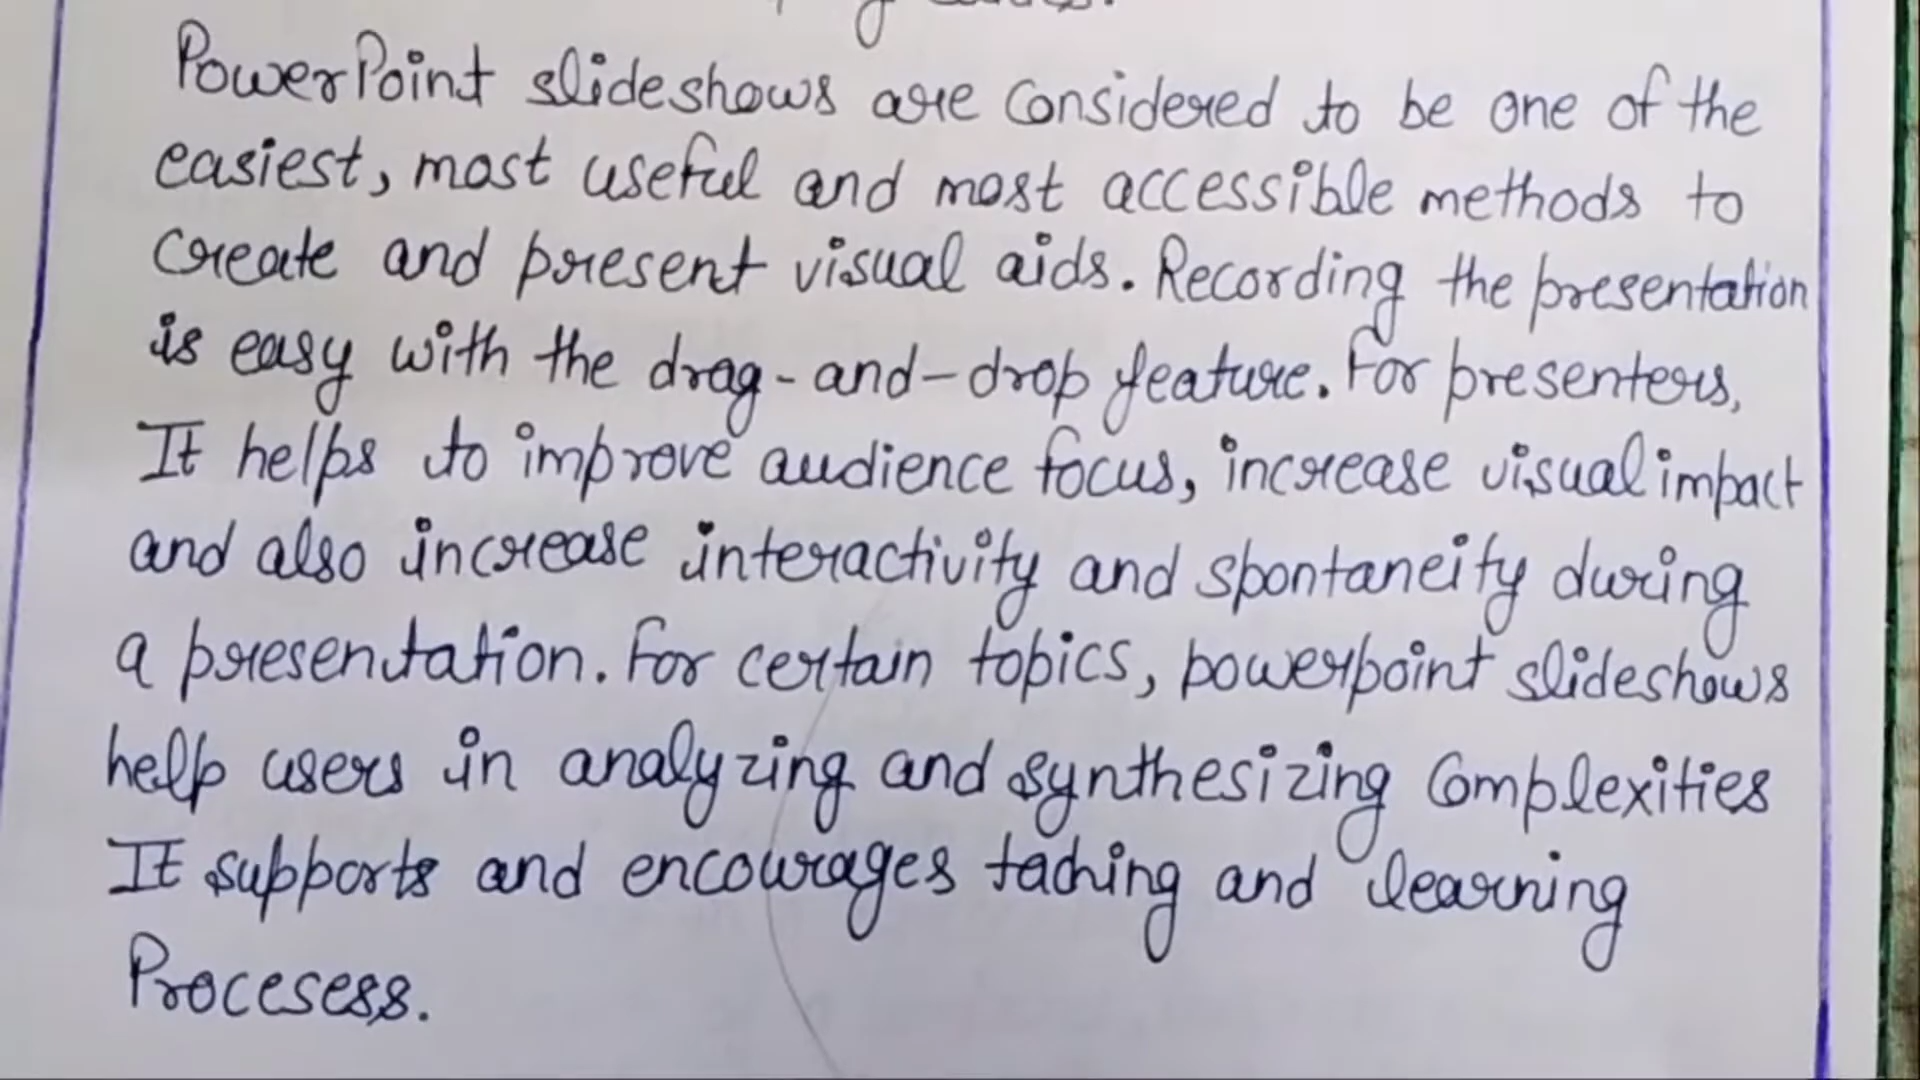 PowerPoint slideshows are Considered to be one of the
easiest, most useful and most accessible methods to
Create and present visual aids. Recording the presentation
is easy with the drag-and-drop feature. For presenters,
It helps to improve audience focus, increase visual impact
and also increase interactivity and spontaneity during
a presentation. For certain topics, powerpoint slideshows
help users in analyzing and synthesizing Complexities
It supports and encourages taching and learning
Procesess.